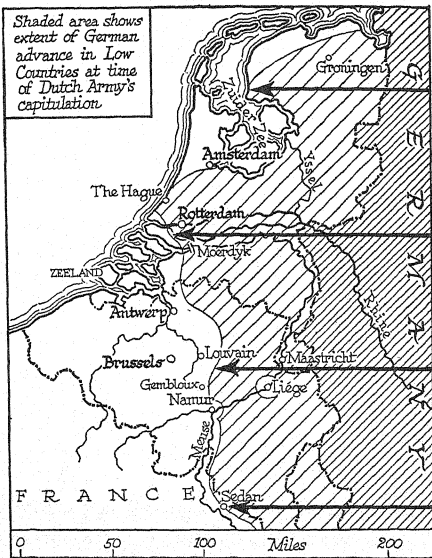 Shaded area shows
extent of German
advance in Low
Countries at time
of Dutch Army's
capitulation
Groningen
Zuider Zee
GERMANY
Amsterdam
Yssel
The Hague
Rotterdam
Moerdyk
ZEELAND
Rhine
Antwerp
Brussels
Louvain
Maastricht
Gembloux
Liége
Namur
Meuse
FRANCE
Sedan
0 50 100 Miles 200